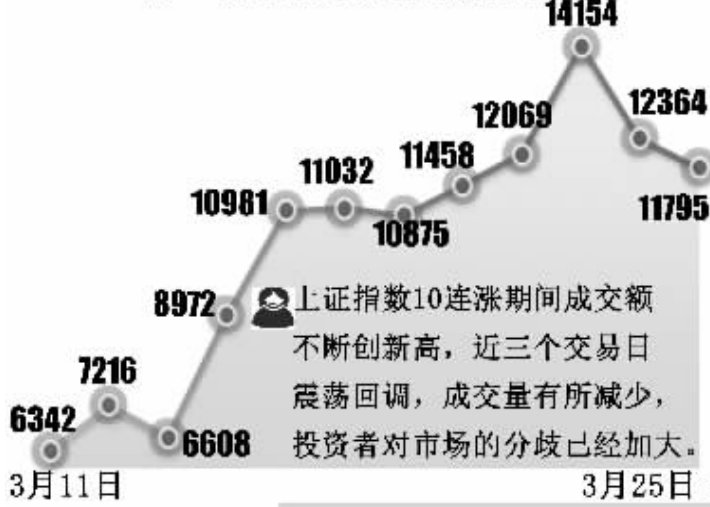 14154
12364
12069
11458
11032
11795
10981
10875
8972
上证指数10连涨期间成交额
不断创新高，近三个交易日
震荡回调，成交量有所减少，
投资者对市场的分歧已经加大。
7216
6342
6608
3月11日
3月25日